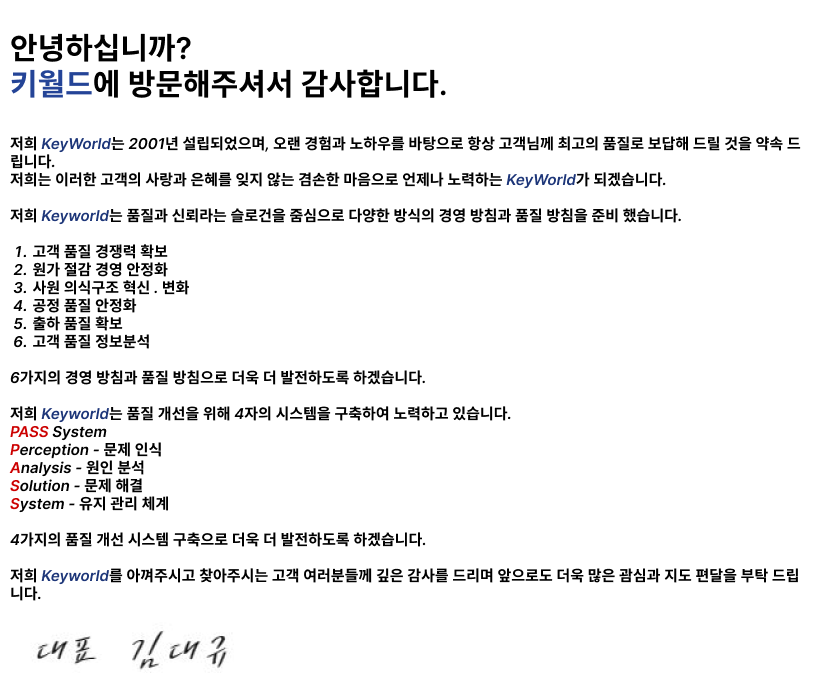 안녕하십니까?
키월드에 방문해주셔서 감사합니다.
저희 KeyWorld는 2001년 설립되었으며, 오랜 경험과 노하우를 바탕으로 항상 고객님께 최고의 품질로 보답해 드릴 것을 약속 드
립니다.
저희는 이러한 고객의 사랑과 은혜를 잊지 않는 겸손한 마음으로 언제나 노력하는 KeyWorld가 되겠습니다.
저희 Keyworld는 품질과 신뢰라는 슬로건을 줌심으로 다양한 방식의 경영 방침과 품질 방침을 준비 했습니다.
1. 고객 품질 경쟁력 확보
2. 원가 절감 경영 안정화
3. 사원 의식구조 혁신 . 변화
4. 공정 품질 안정화
5. 출하 품질 확보
6. 고객 품질 정보분석
6가지의 경영 방침과 품질 방침으로 더욱 더 발전하도록 하겠습니다.
저희 Keyworld는 품질 개선을 위해 4자의 시스템을 구축하여 노력하고 있습니다.
PASS System
Perception - 문제 인식
Analysis - 원인 분석
Solution - 문제 해결
System - 유지 관리 체계
4가지의 품질 개선 시스템 구축으로 더욱 더 발전하도록 하겠습니다.
저희 Keyworld를 아껴주시고 찾아주시는 고객 여러분들께 깊은 감사를 드리며 앞으로도 더욱 많은 괌심과 지도 편달을 부탁 드립
니다.
대표 김대규